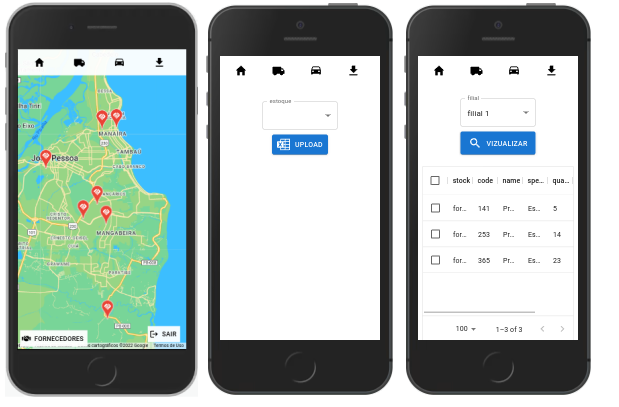 João Pessoa
MANAÍRA
TAMBAÚ
MANGABEIRA
FORNECEDORES
SAIR
cartográficos ©2022 Google
Termos de Uso
estoque
UPLOAD
filial
filial 1
VIZUALIZAR
stock code name spe... qua...
for... 141 Pr... Es... 5
for... 253 Pr... Es... 14
for... 365 Pr... Es... 23
100 1–3 of 3